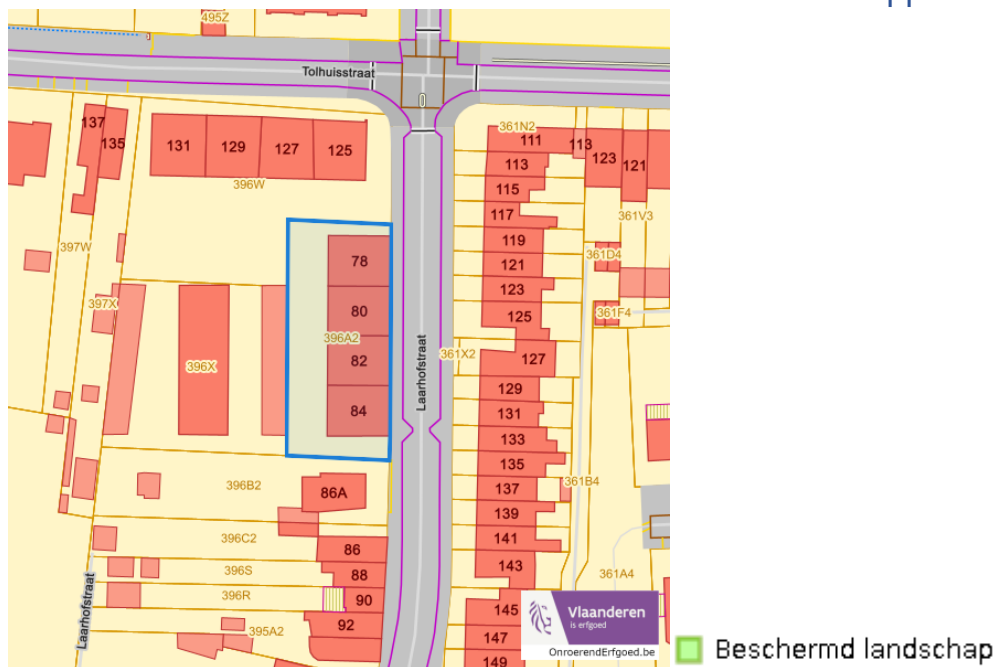 pp
495Z
Tolhuisstraat
137
135
131
129
127
125
396W
361N2
111
113
123
121
113
115
117
119
121
123
125
127
129
131
133
135
137
139
141
143
145
147
149
361V3
361D4
361F4
361X2
361B4
361A4
397W
397X
396X
78
80
396A2
82
84
Laarhofstraat
396B2
86A
396C2
86
396S
88
396R
90
395A2
92
Laarhofstraat
Vlaanderen
is erfgoed
OnroerendErfgoed.be
Beschermd landschap